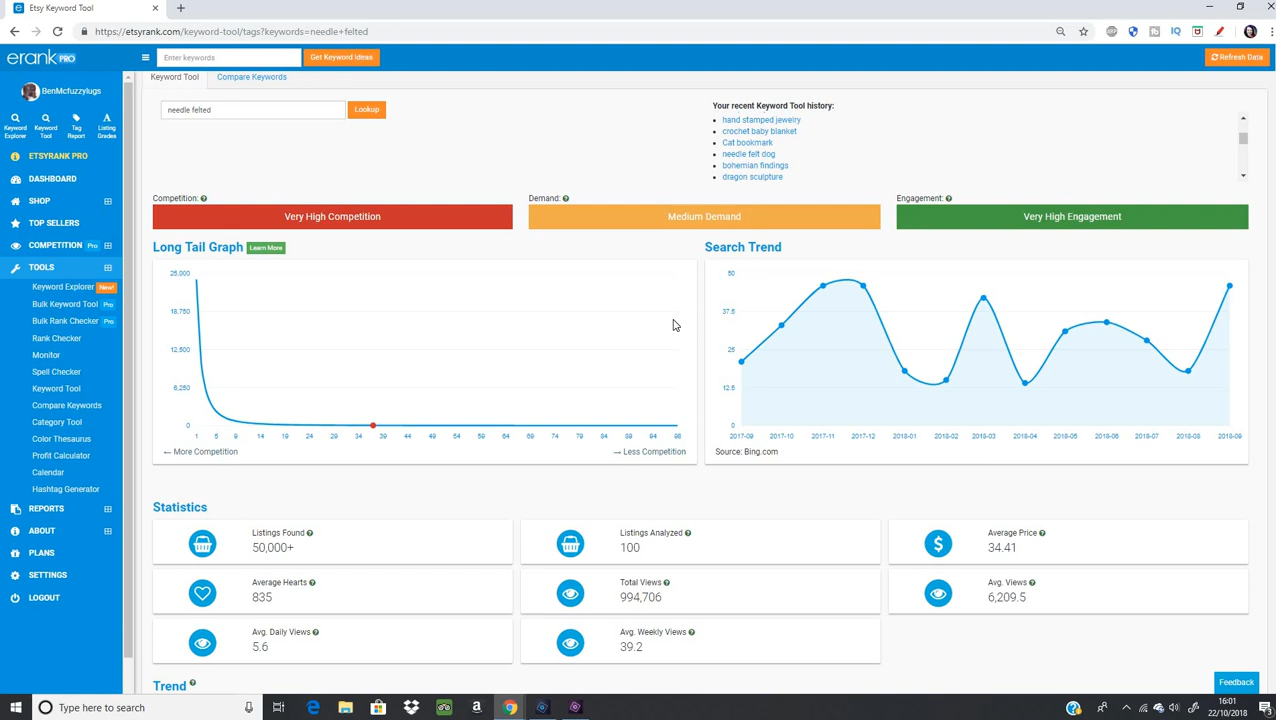 Etsy Keyword Tool
https://etsyrank.com/keyword-tool/tags?keywords=needle+felted
erank PRO
Enter keywords
Get Keyword Ideas
Refresh Data
BenMcfuzzylugs
Keyword Explorer
Keyword Tool
Tag Report
Listing Grades
ETSYRANK PRO
DASHBOARD
SHOP
TOP SELLERS
COMPETITION Pro
TOOLS
Keyword Explorer New!
Bulk Keyword Tool Pro
Bulk Rank Checker Pro
Rank Checker
Monitor
Spell Checker
Keyword Tool
Compare Keywords
Category Tool
Color Thesaurus
Profit Calculator
Calendar
Hashtag Generator
REPORTS
ABOUT
PLANS
SETTINGS
LOGOUT
Keyword Tool
Compare Keywords
needle felted
Lookup
Your recent Keyword Tool history:
hand stamped jewelry
crochet baby blanket
Cat bookmark
needle felt dog
bohemian findings
dragon sculpture
Competition:
Very High Competition
Demand:
Medium Demand
Engagement:
Very High Engagement
Long Tail Graph Learn More
25,000
18,750
12,500
6,250
0
1 5 9 14 19 24 29 34 39 44 49 54 59 64 69 74 79 84 89 94 98
← More Competition
→ Less Competition
Search Trend
50
37.5
25
12.5
0
2017-09 2017-10 2017-11 2017-12 2018-01 2018-02 2018-03 2018-04 2018-05 2018-06 2018-07 2018-08 2018-09
Source: Bing.com
Statistics
Listings Found
50,000+
Listings Analyzed
100
Average Price
34.41
Average Hearts
835
Total Views
994,706
Avg. Views
6,209.5
Avg. Daily Views
5.6
Avg. Weekly Views
39.2
Trend
Feedback
Type here to search
16:01
22/10/2018